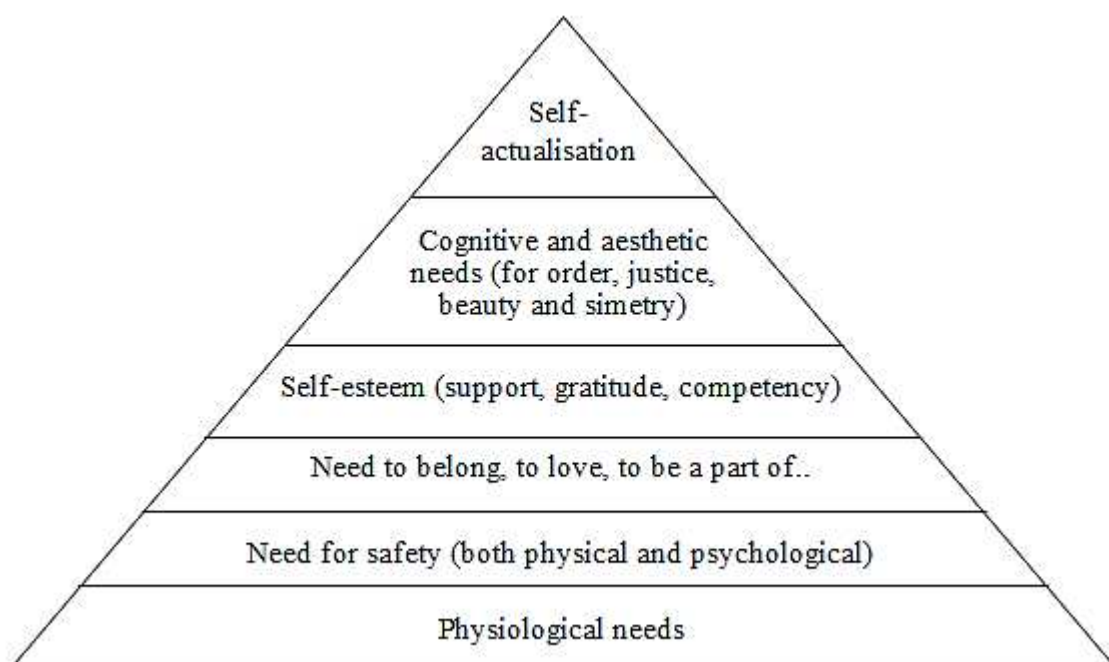 Self-
actualisation
Cognitive and aesthetic
needs (for order, justice,
beauty and simetry)
Self-esteem (support, gratitude, competency)
Need to belong, to love, to be a part of..
Need for safety (both physical and psychological)
Physiological needs